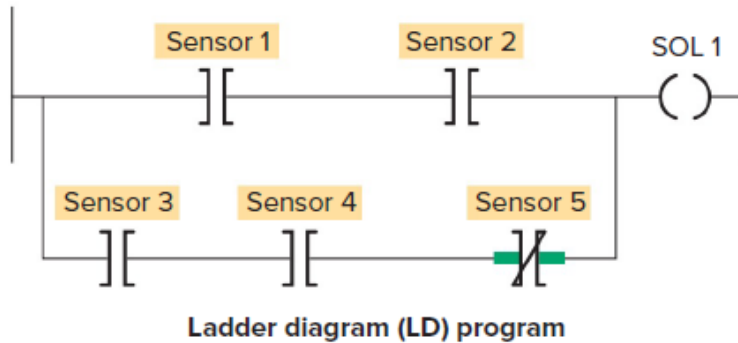 Sensor 1
Sensor 2
SOL 1
Sensor 3
Sensor 4
Sensor 5
Ladder diagram (LD) program